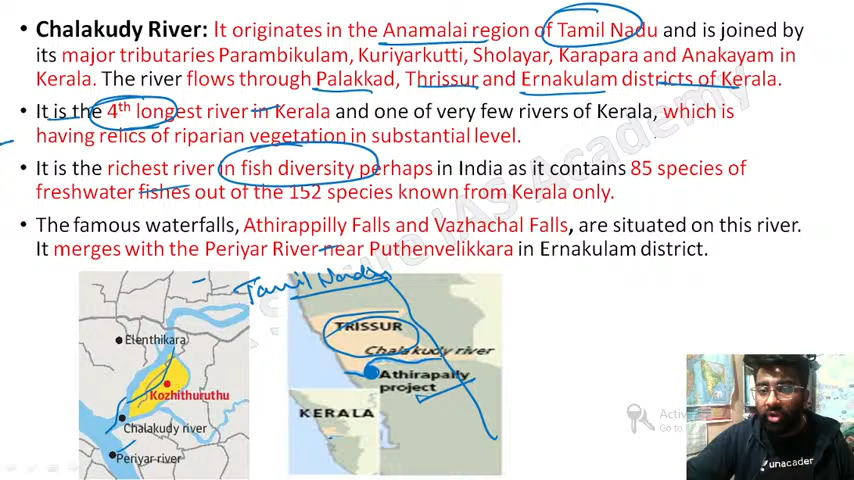 • Chalakudy River: It originates in the Anamalai region of Tamil Nadu and is joined by
its major tributaries Parambikulam, Kuriyarkutti, Sholayar, Karapara and Anakayam in
Kerala. The river flows through Palakkad, Thrissur and Ernakulam districts of Kerala.
• It is the 4th longest river in Kerala and one of very few rivers of Kerala, which is
having relics of riparian vegetation in substantial level.
• It is the richest river in fish diversity perhaps in India as it contains 85 species of
freshwater fishes out of the 152 species known from Kerala only.
• The famous waterfalls, Athirappilly Falls and Vazhachal Falls, are situated on this river.
It merges with the Periyar River near Puthenvelikkara in Ernakulam district.
Tamil Nadu
Elenthikara
Kozhithuruthu
Chalakudy river
Periyar river
TRISSUR
Chalakudy river
Athirapally
project
KERALA
IAS Academy
Activ
Go to
unacader